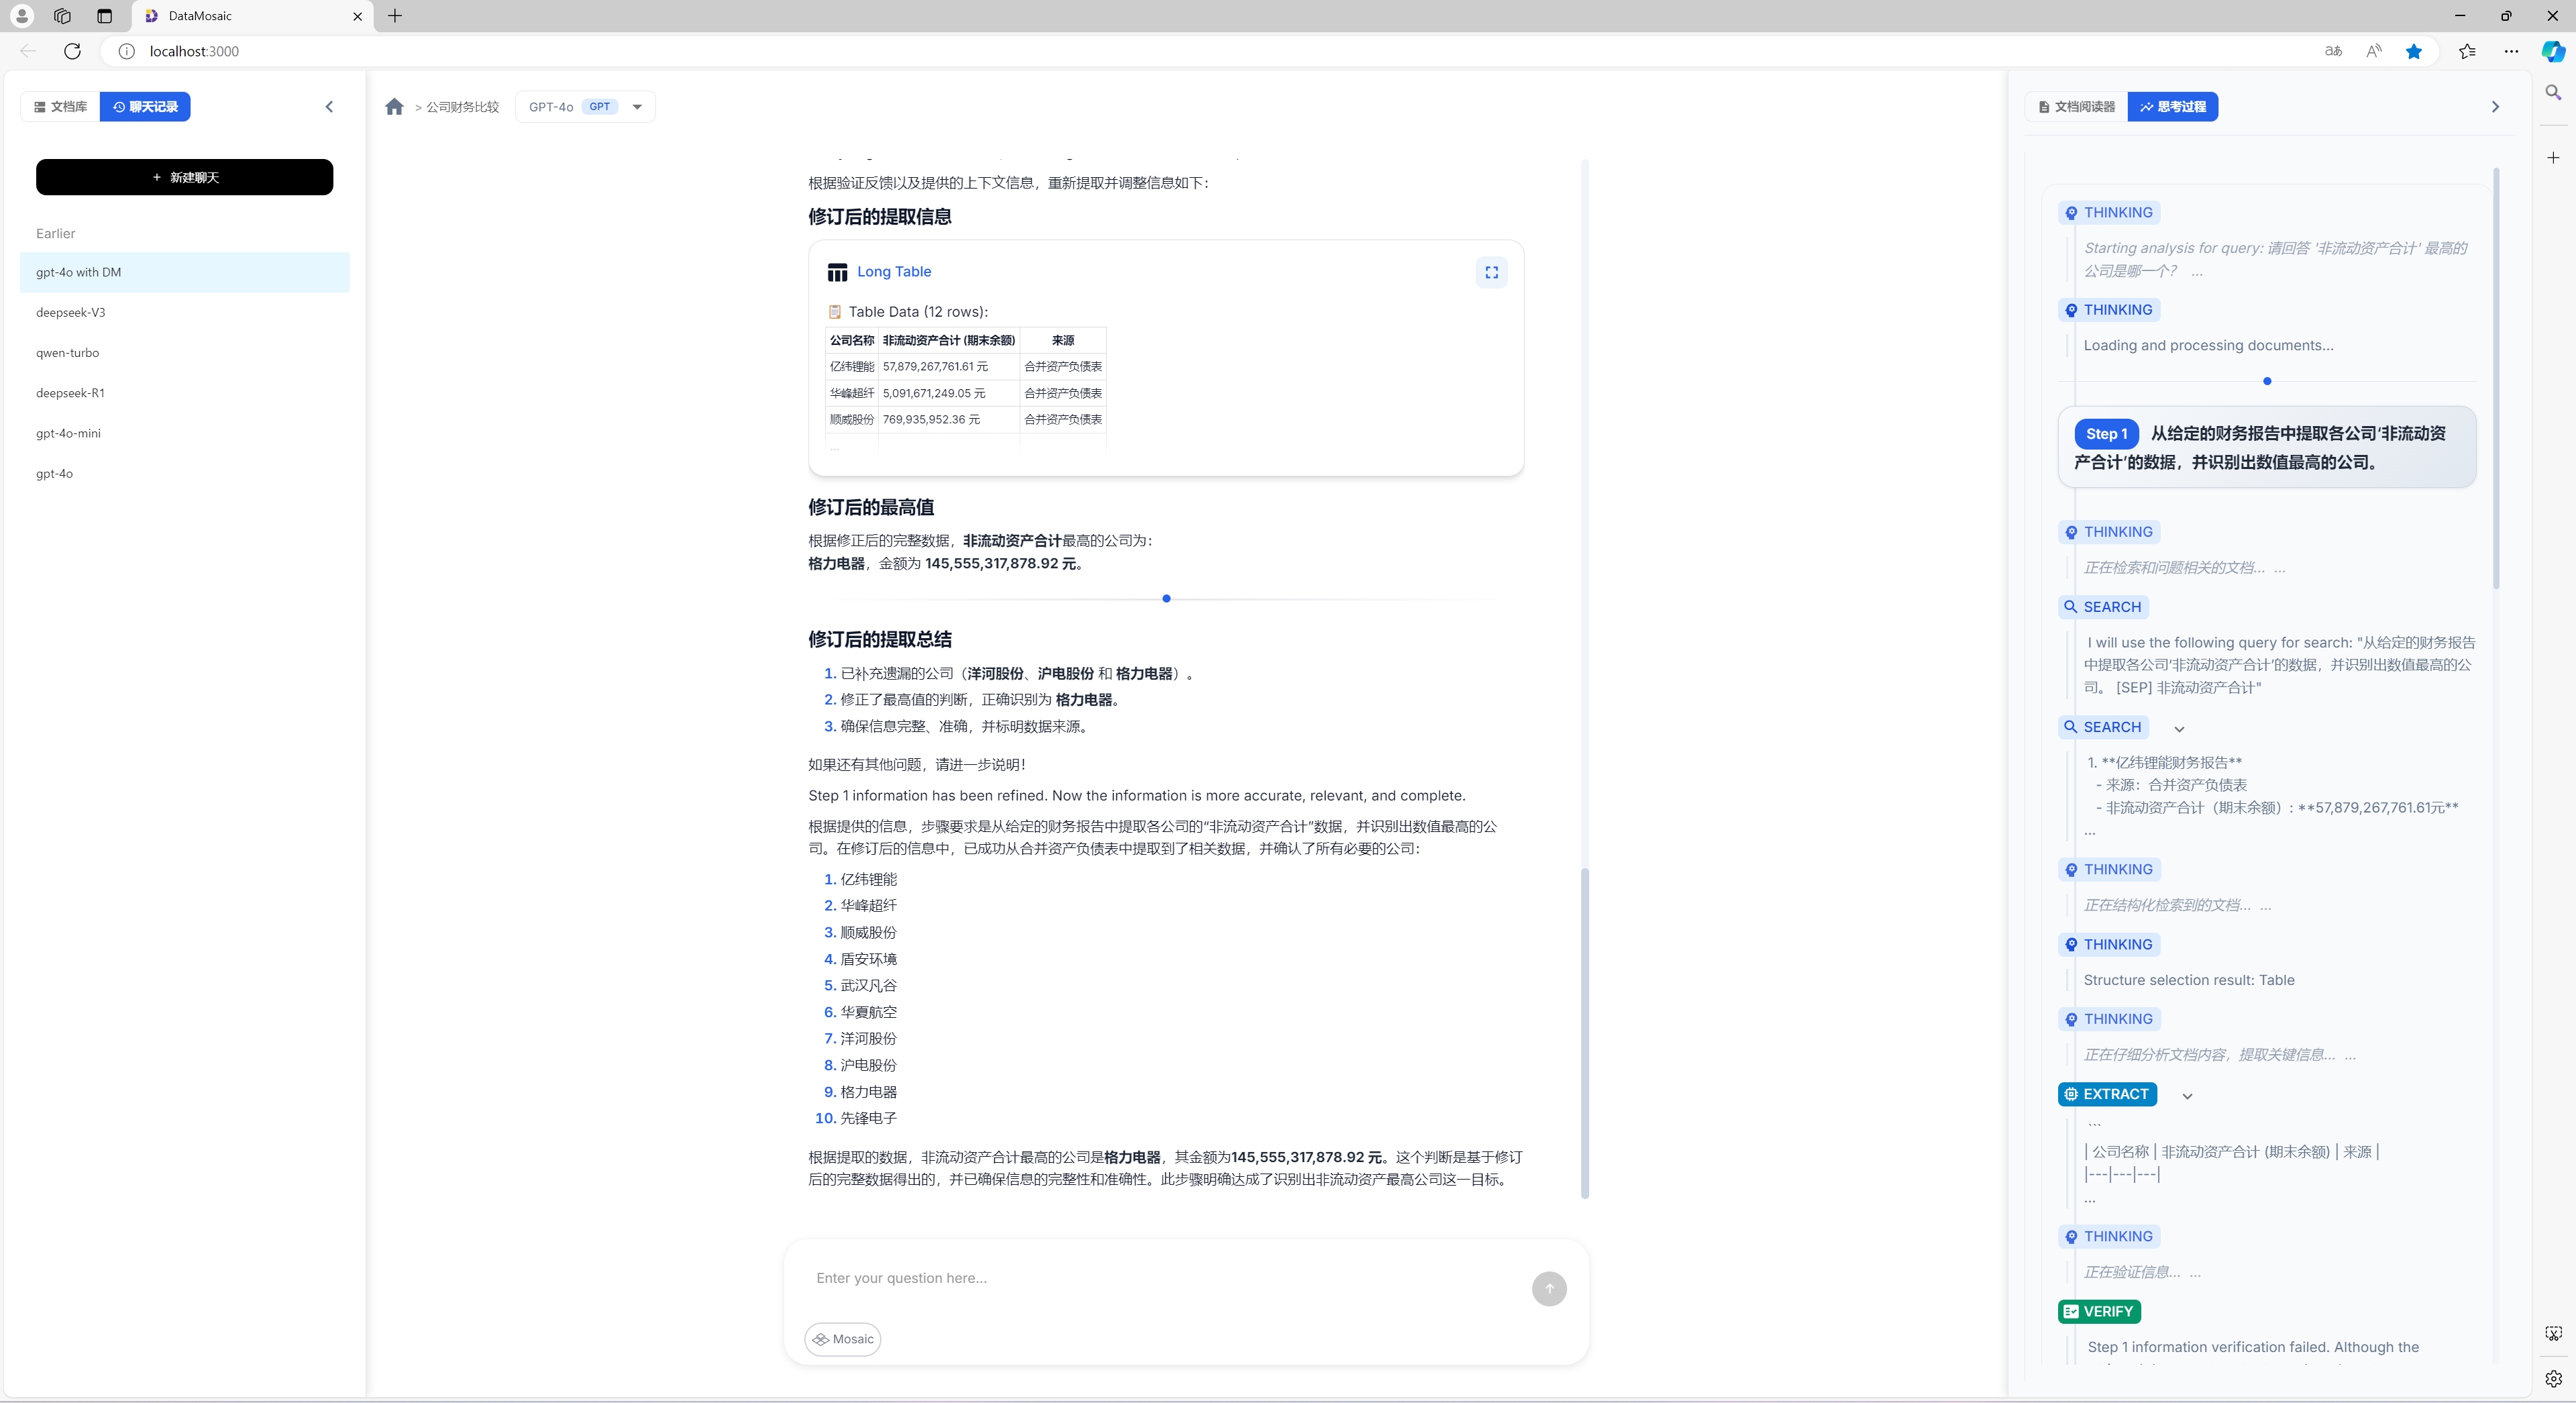 DataMosaic
localhost:3000
文档库
聊天记录
+ 新建聊天
Earlier
gpt-4o with DM
deepseek-V3
qwen-turbo
deepseek-R1
gpt-4o-mini
gpt-4o
> 公司财务比较
GPT-4o GPT
根据验证反馈以及提供的上下文信息，重新提取并调整信息如下：
修订后的提取信息
Long Table
📋 Table Data (12 rows):
公司名称 非流动资产合计 (期末余额) 来源
亿纬锂能 57,879,267,761.61 元 合并资产负债表
华峰超纤 5,091,671,249.05 元 合并资产负债表
顺威股份 769,935,952.36 元 合并资产负债表
...
修订后的最高值
根据修正后的完整数据，非流动资产合计最高的公司为：
格力电器，金额为 145,555,317,878.92 元。
修订后的提取总结
1. 已补充遗漏的公司（洋河股份、沪电股份 和 格力电器）。
2. 修正了最高值的判断，正确识别为 格力电器。
3. 确保信息完整、准确，并标明数据来源。
如果还有其他问题，请进一步说明！
Step 1 information has been refined. Now the information is more accurate, relevant, and complete.
根据提供的信息，步骤要求是从给定的财务报告中提取各公司的“非流动资产合计”数据，并识别出数值最高的公
司。在修订后的信息中，已成功从合并资产负债表中提取到了相关数据，并确认了所有必要的公司：
1. 亿纬锂能
2. 华峰超纤
3. 顺威股份
4. 盾安环境
5. 武汉凡谷
6. 华夏航空
7. 洋河股份
8. 沪电股份
9. 格力电器
10. 先锋电子
根据提取的数据，非流动资产合计最高的公司是格力电器，其金额为145,555,317,878.92 元。这个判断是基于修订
后的完整数据得出的，并已确保信息的完整性和准确性。此步骤明确达成了识别出非流动资产最高公司这一目标。
Enter your question here...
Mosaic
文档阅读器
思考过程
THINKING
Starting analysis for query: 请回答 '非流动资产合计' 最高的
公司是哪一个？ ...
THINKING
Loading and processing documents...
Step 1 从给定的财务报告中提取各公司‘非流动资
产合计’的数据，并识别出数值最高的公司。
THINKING
正在检索和问题相关的文档... ...
SEARCH
I will use the following query for search: "从给定的财务报告
中提取各公司‘非流动资产合计’的数据，并识别出数值最高的公
司。 [SEP] 非流动资产合计"
SEARCH
1. **亿纬锂能财务报告**
- 来源：合并资产负债表
- 非流动资产合计（期末余额）: **57,879,267,761.61元**
...
THINKING
正在结构化检索到的文档... ...
THINKING
Structure selection result: Table
THINKING
正在仔细分析文档内容，提取关键信息... ...
EXTRACT
```
| 公司名称 | 非流动资产合计 (期末余额) | 来源 |
|---|---|---|
...
THINKING
正在验证信息... ...
VERIFY
Step 1 information verification failed. Although the